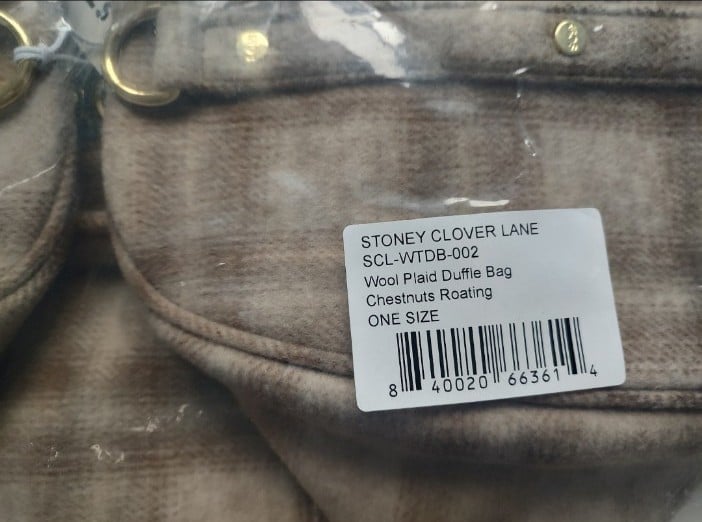 STONEY CLOVER LANE
SCL-WTDB-002
Wool Plaid Duffle Bag
Chestnuts Roating
ONE SIZE
8 40020 66361 4